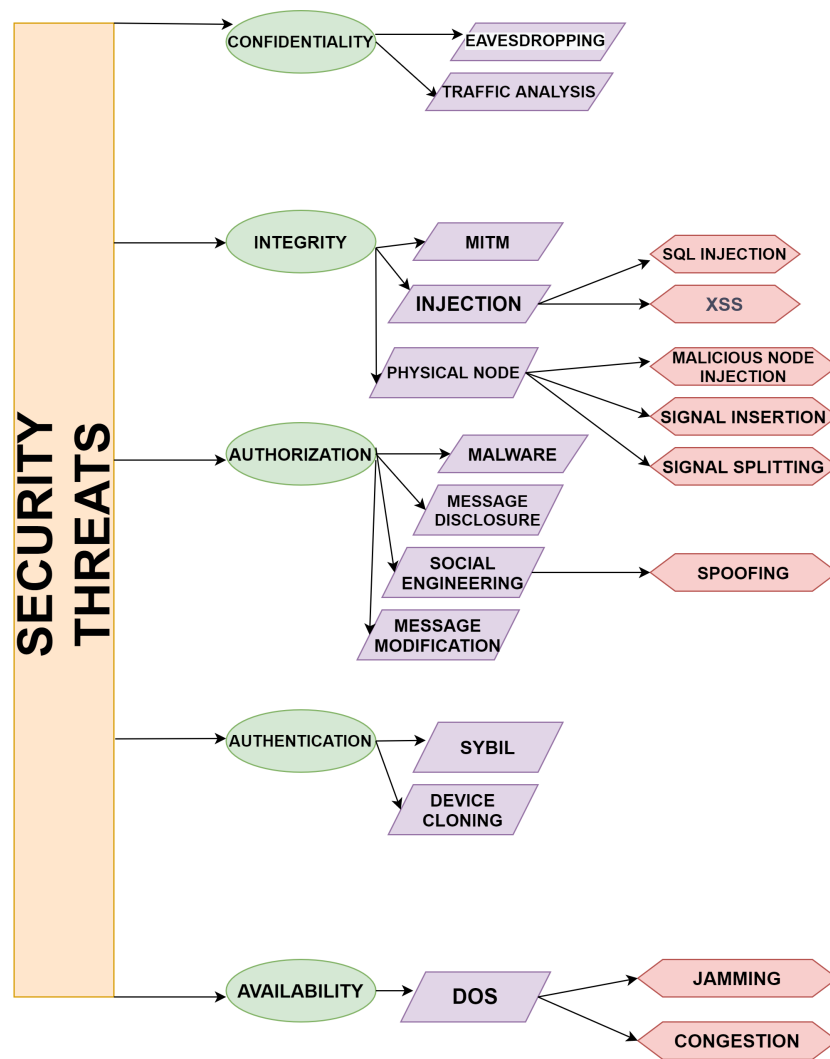 SECURITY
THREATS
CONFIDENTIALITY
EAVESDROPPING
TRAFFIC ANALYSIS
INTEGRITY
MITM
INJECTION
SQL INJECTION
XSS
PHYSICAL NODE
MALICIOUS NODE
INJECTION
SIGNAL INSERTION
SIGNAL SPLITTING
AUTHORIZATION
MALWARE
MESSAGE
DISCLOSURE
SOCIAL
ENGINEERING
SPOOFING
MESSAGE
MODIFICATION
AUTHENTICATION
SYBIL
DEVICE
CLONING
AVAILABILITY
DOS
JAMMING
CONGESTION